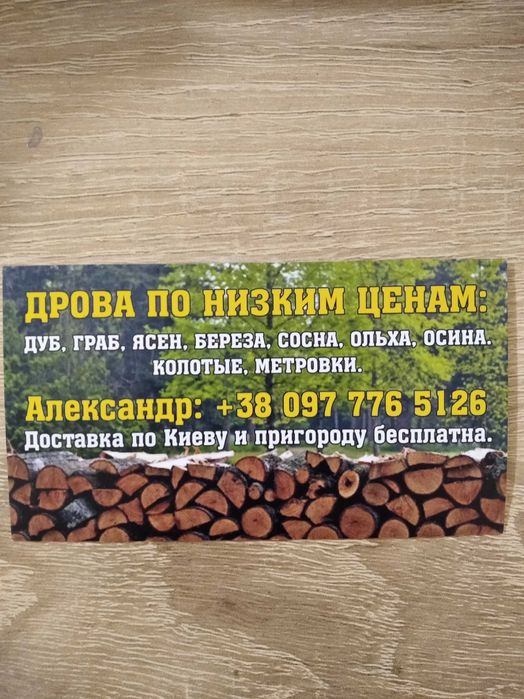 ДРОВА ПО НИЗКИМ ЦЕНАМ:
ДУБ, ГРАБ, ЯСЕН, БЕРЕЗА, СОСНА, ОЛЬХА, ОСИНА.
КОЛОТЫЕ, МЕТРОВКИ.
Александр: +38 097 776 5126
Доставка по Киеву и пригороду бесплатна.